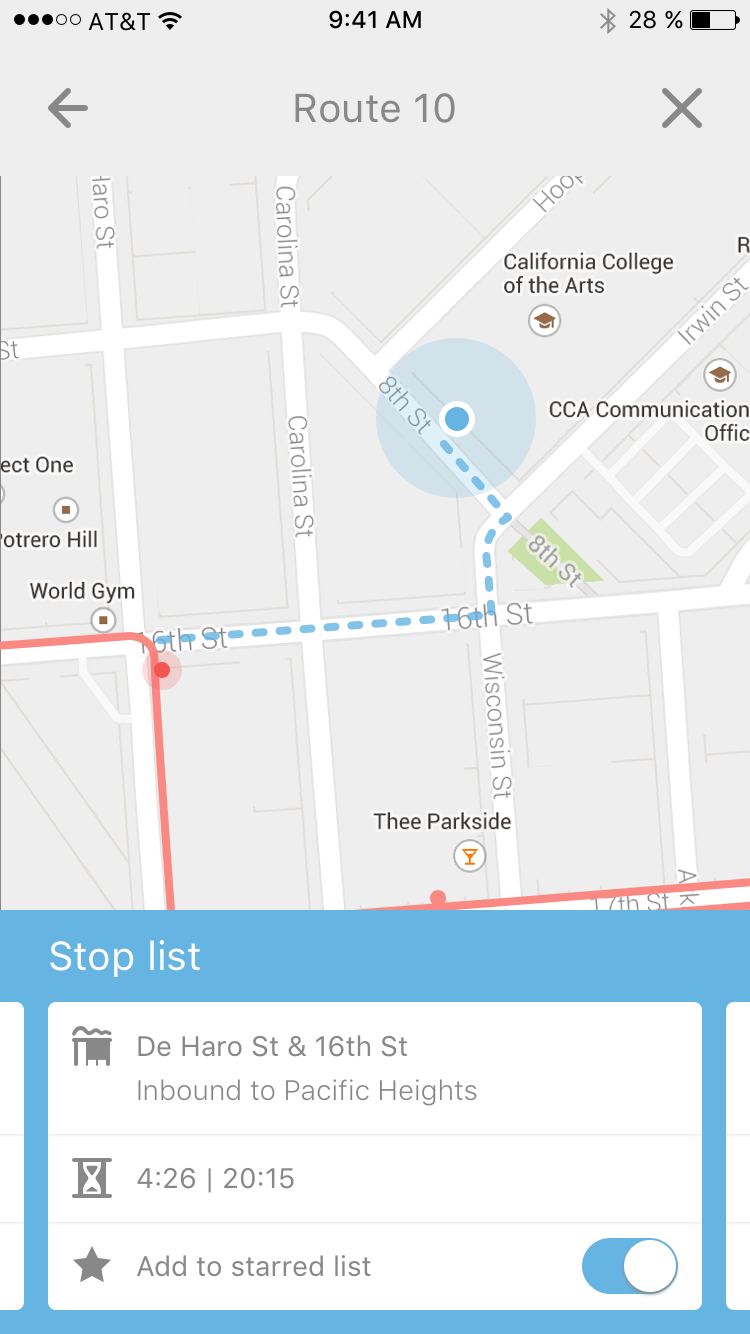 AT&T
9:41 AM
28 %
Route 10
Haro St
Carolina St
California College
of the Arts
Irwin St
St
8th St
CCA Communication
Offic
Carolina St
ect One
otrero Hill
8th St
World Gym
16th St
16th St
Wisconsin St
Thee Parkside
17th St
Stop list
De Haro St & 16th St
Inbound to Pacific Heights
4:26 | 20:15
Add to starred list